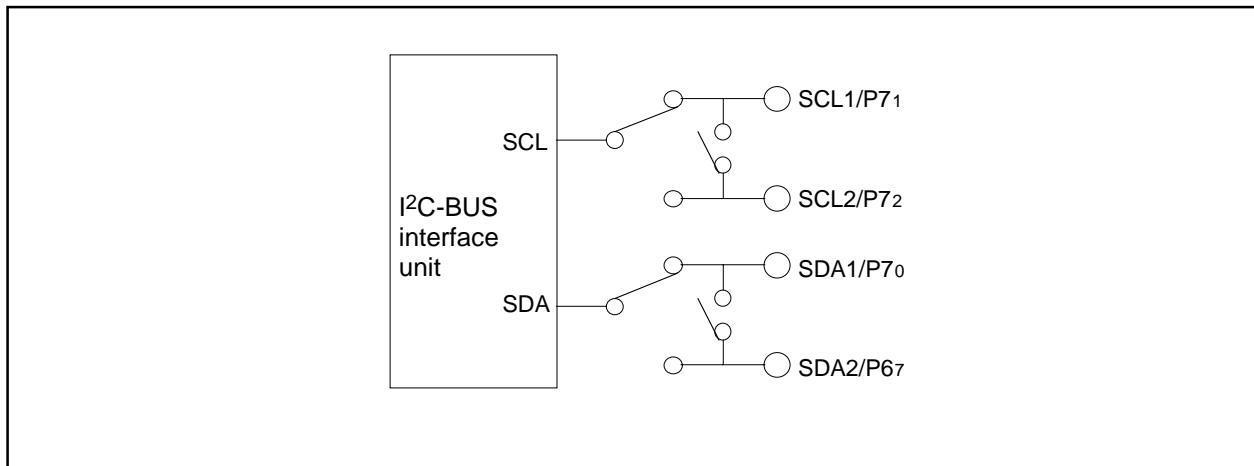 SCL
SCL1/P71
SCL2/P72
I2C-BUS
interface
unit
SDA1/P70
SDA
SDA2/P67